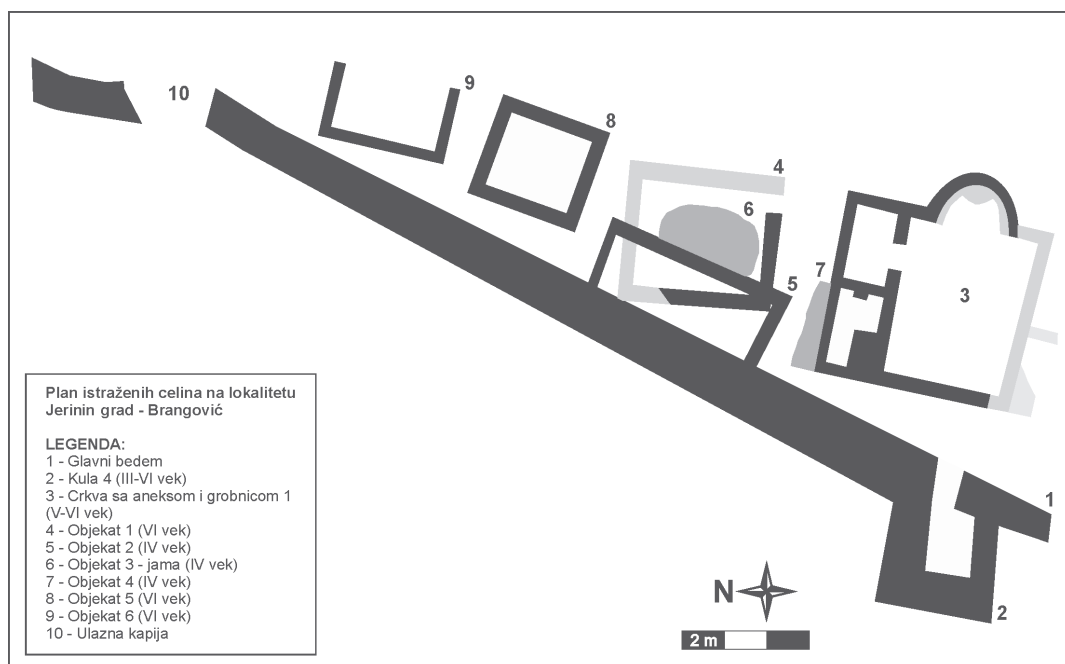 10
9
8
4
6
5
7
3
1
2
Plan istraženih celina na lokalitetu
Jerinin grad - Brangović
LEGENDA:
1 - Glavni bedem
2 - Kula 4 (III-VI vek)
3 - Crkva sa aneksom i grobnicom 1
(V-VI vek)
4 - Objekat 1 (VI vek)
5 - Objekat 2 (IV vek)
6 - Objekat 3 - jama (IV vek)
7 - Objekat 4 (IV vek)
8 - Objekat 5 (VI vek)
9 - Objekat 6 (VI vek)
10 - Ulazna kapija
N
2 m